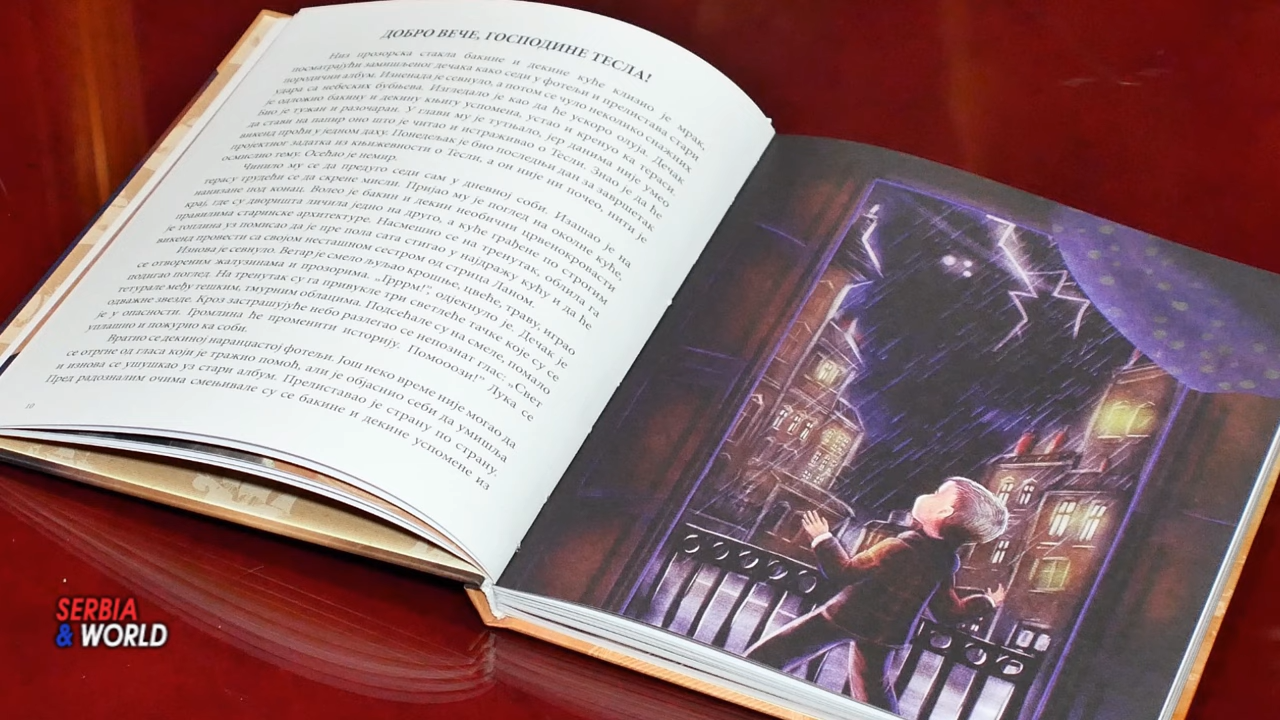 ДОБРО ВЕЧЕ, ГОСПОДИНЕ ТЕСЛА!
Низ прозорска стакла бакине и декине куће клизио је мрак,
посматрајући замишљеног дечака како седи у фотељи и прелистава стари
породични албум. Изненада је севнуло, а потом се чуло неколико снажних
удара са небеских бубњева. Изгледало је као да ће ускоро олуја. Дечак
је одложио бакину и декину књигу успомена, устао и кренуо ка тераси.
Био је тужан и разочаран. У глави му је тутњало, јер данима није умео
да стави на папир оно што је читао и истраживао о Тесли. Знао је да ће
викенд проћи у једном даху. Понедељак је био последњи дан за завршетак
пројектног задатка из књижевности о Тесли, а он није ни почео, нити је
осмислио тему. Осећао је немир.
Чинило му се да предуго седи сам у дневној соби. Изашао је на
терасу трудећи се да скрене мисли. Пријао му је поглед на околне куће,
нанизане под конац. Волео је бакин и декин необични црвенокровасти
крај, где су дворишта личила једно на друго, а куће грађене по строгим
правилима старинске архитектуре. Насмешио се на тренутак, облила га
је топлина уз помисао да је пре пола сата стигао у најдражу кућу и да ће
викенд провести са својом несташном сестром од стрица Лапом.
Изнова је севнуло. Ветар је смело љуљао крошње, цвеће, траву, играо
се отвореним жалузинама и прозорима. „Грррм!", одјекнуло је. Дечак је
подигао поглед. На тренутак су га привукле три светлеће тачке које су се
тетурале међу тешким, тмурним облацима. Подсећале су на смеле, помало
одважне звезде. Кроз застрашујуће небо разлегао се непознат глас: „Свет
је у опасности. Громлина ће променити историју. Помооози!" Лука се
уплашио и пожурио ка соби.
Вратио се декиној наранџастој фотељи. Још неко време није могао да
се отргне од гласа који је тражио помоћ, али је објаснио себи да умишља
и изнова се ушушкао уз стари албум. Прелиставао је страну по страну.
Пред радозналим очима смењивале су се бакине и декине успомене из
10
SERBIA
& WORLD